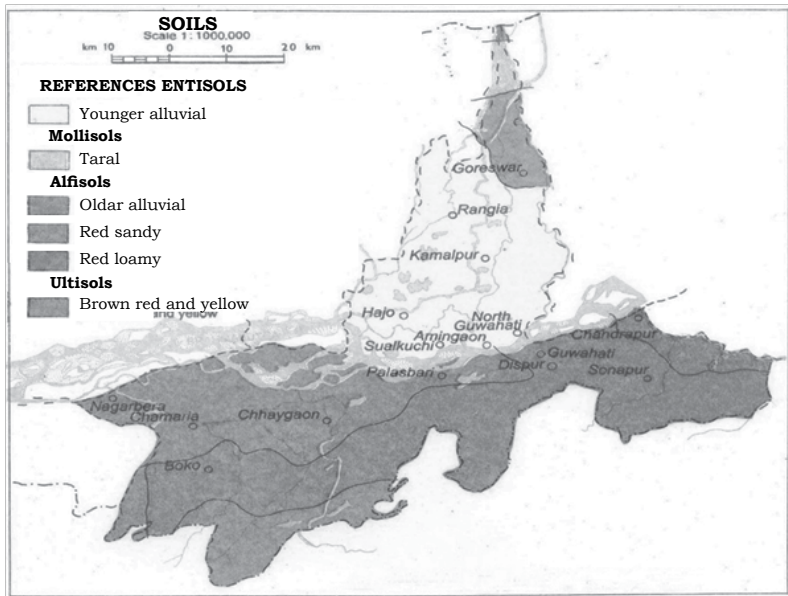 SOILS
Scale 1: 1000,000
km 10 0 10 20 km
REFERENCES ENTISOLS
Younger alluvial
Mollisols
Taral
Alfisols
Oldar alluvial
Red sandy
Red loamy
Ultisols
Brown red and yellow
and yellow
Goreswar
Rangia
Kamalpur
Hajo
North
Guwahati
Amingaon
Sualkuchi
Chandrapur
Guwahati
Dispur
Sonapur
Palasbari
Nagarbera
Chamaria
Chhaygaon
Boko